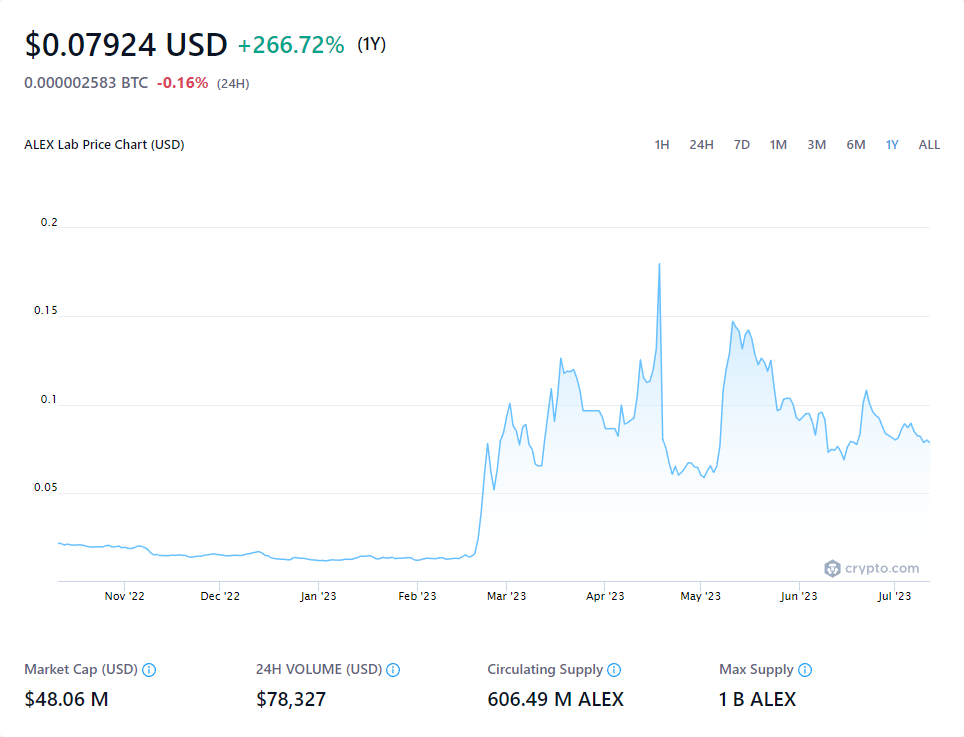 $0.07924 USD +266.72% (1Y)
0.000002583 BTC -0.16% (24H)
ALEX Lab Price Chart (USD) 1H 24H 7D 1M 3M 6M 1Y ALL
0.2
0.15
0.1
0.05
crypto.com
Nov '22 Dec '22 Jan '23 Feb '23 Mar '23 Apr '23 May '23 Jun '23 Jul '23
Market Cap (USD) 24H VOLUME (USD) Circulating Supply Max Supply
$48.06 M $78,327 606.49 M ALEX 1 B ALEX